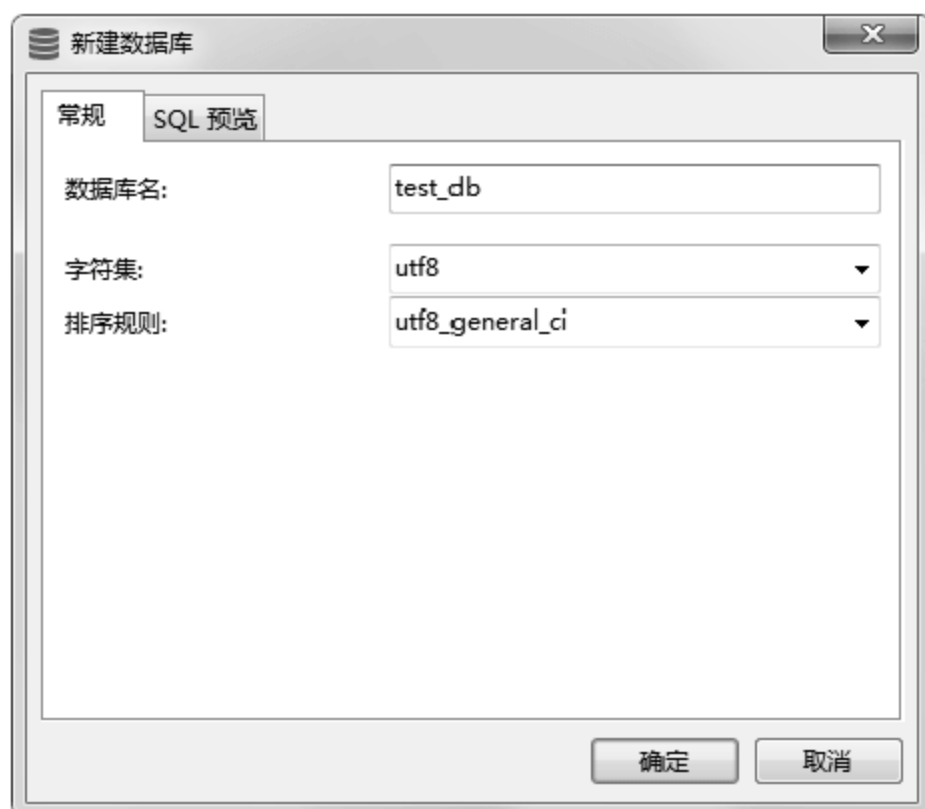 新建数据库
常规 SQL 预览
数据库名: test_db
字符集: utf8
排序规则: utf8_general_ci
确定 取消